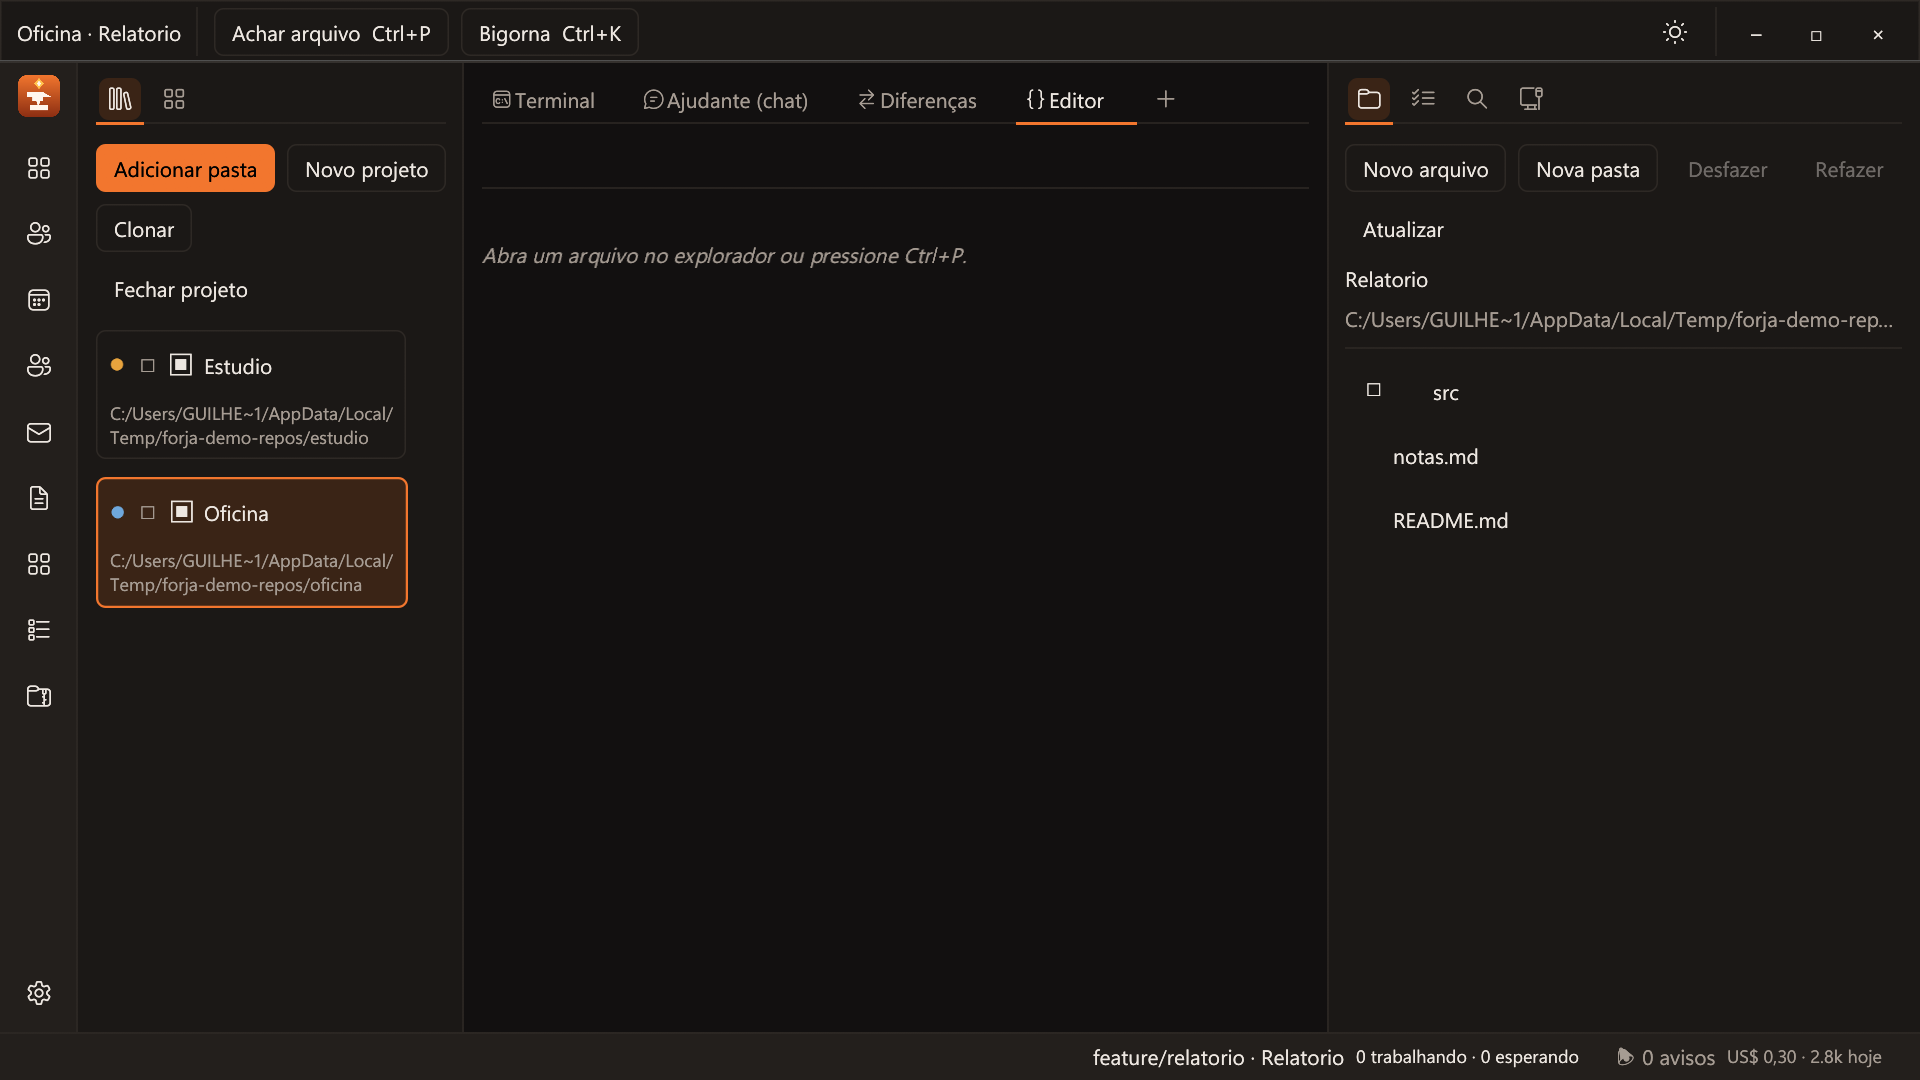 Oficina · Relatorio
Achar arquivo Ctrl+P
Bigorna Ctrl+K
Adicionar pasta
Novo projeto
Clonar
Fechar projeto
Estudio
C:/Users/GUILHE~1/AppData/Local/
Temp/forja-demo-repos/estudio
Oficina
C:/Users/GUILHE~1/AppData/Local/
Temp/forja-demo-repos/oficina
Terminal
Ajudante (chat)
Diferenças
{} Editor
Abra um arquivo no explorador ou pressione Ctrl+P.
Novo arquivo
Nova pasta
Desfazer
Refazer
Atualizar
Relatorio
C:/Users/GUILHE~1/AppData/Local/Temp/forja-demo-rep...
src
notas.md
README.md
feature/relatorio · Relatorio
0 trabalhando · 0 esperando
0 avisos
US$ 0,30 · 2.8k hoje